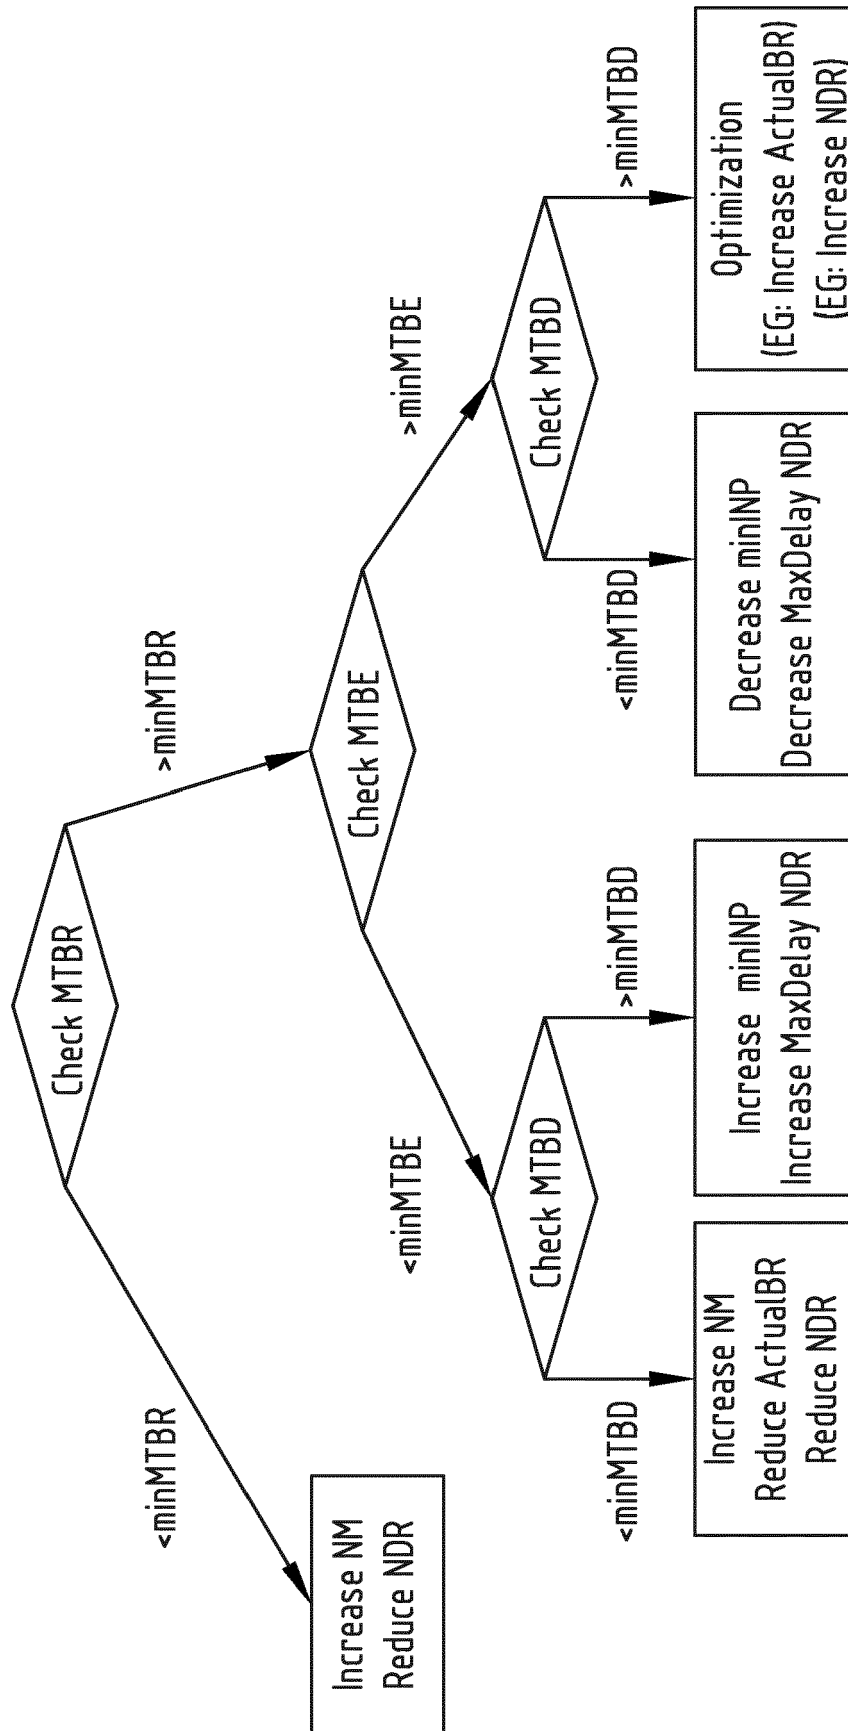 Check MTBR
<minMTBR
>minMTBR
Increase NM
Reduce NDR
Check MTBE
<minMTBE
>minMTBE
Check MTBD
Check MTBD
<minMTBD
>minMTBD
<minMTBD
>minMTBD
Increase NM
Reduce ActualBR
Reduce NDR
Increase minINP
Increase MaxDelay NDR
Decrease minINP
Decrease MaxDelay NDR
Optimization
(EG: Increase ActualBR)
(EG: Increase NDR)